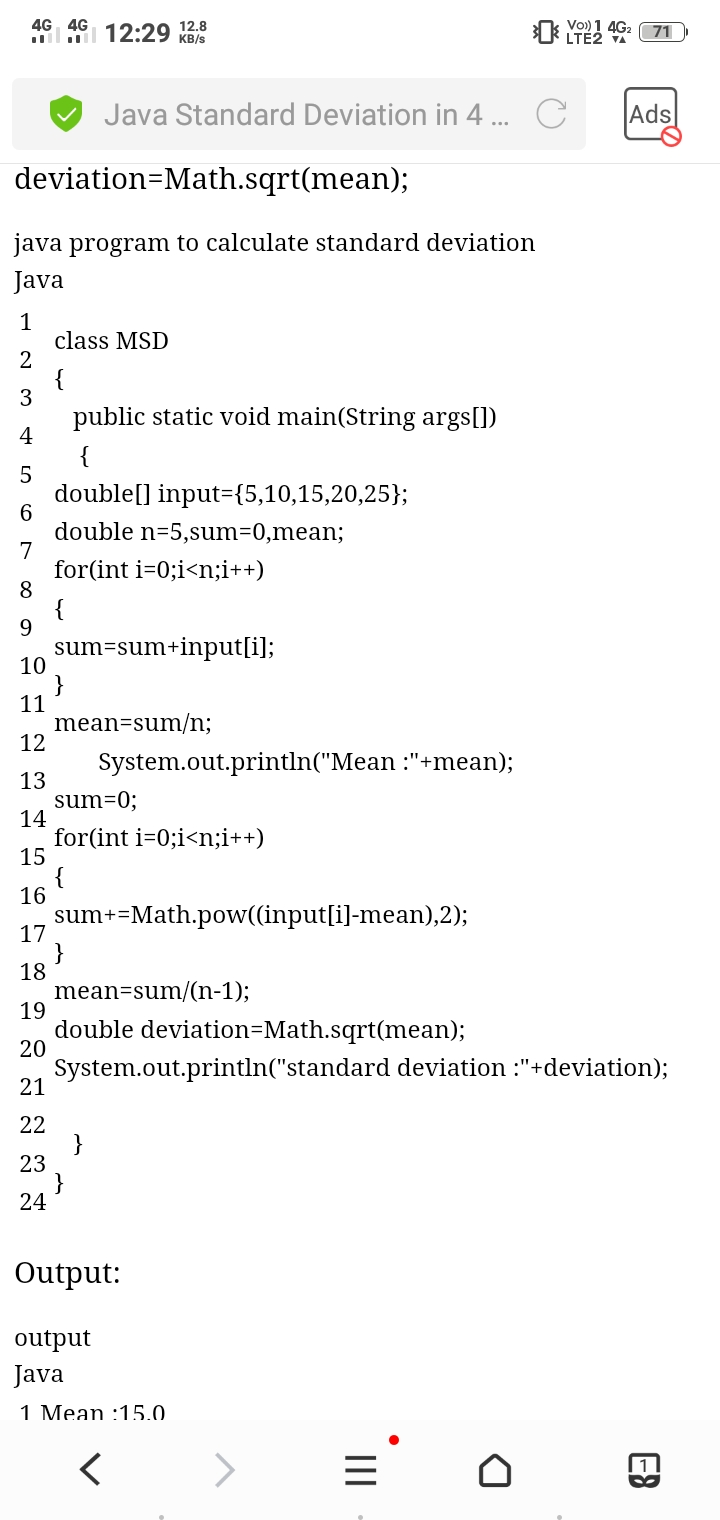 4G 4G 12:29 12.8 KB/s Vo)) 1 LTE2 4G2 71
Java Standard Deviation in 4 ... Ads
deviation=Math.sqrt(mean);
java program to calculate standard deviation
Java
1
class MSD
2
{
3
public static void main(String args[])
4
{
5
double[] input={5,10,15,20,25};
6
double n=5,sum=0,mean;
7
for(int i=0;i<n;i++)
8
{
9
sum=sum+input[i];
10
}
11
mean=sum/n;
12
System.out.println("Mean :"+mean);
13
sum=0;
14
for(int i=0;i<n;i++)
15
{
16
sum+=Math.pow((input[i]-mean),2);
17
}
18
mean=sum/(n-1);
19
double deviation=Math.sqrt(mean);
20
System.out.println("standard deviation :"+deviation);
21
22
}
23
}
24
Output:
output
Java
1 Mean :15.0
1